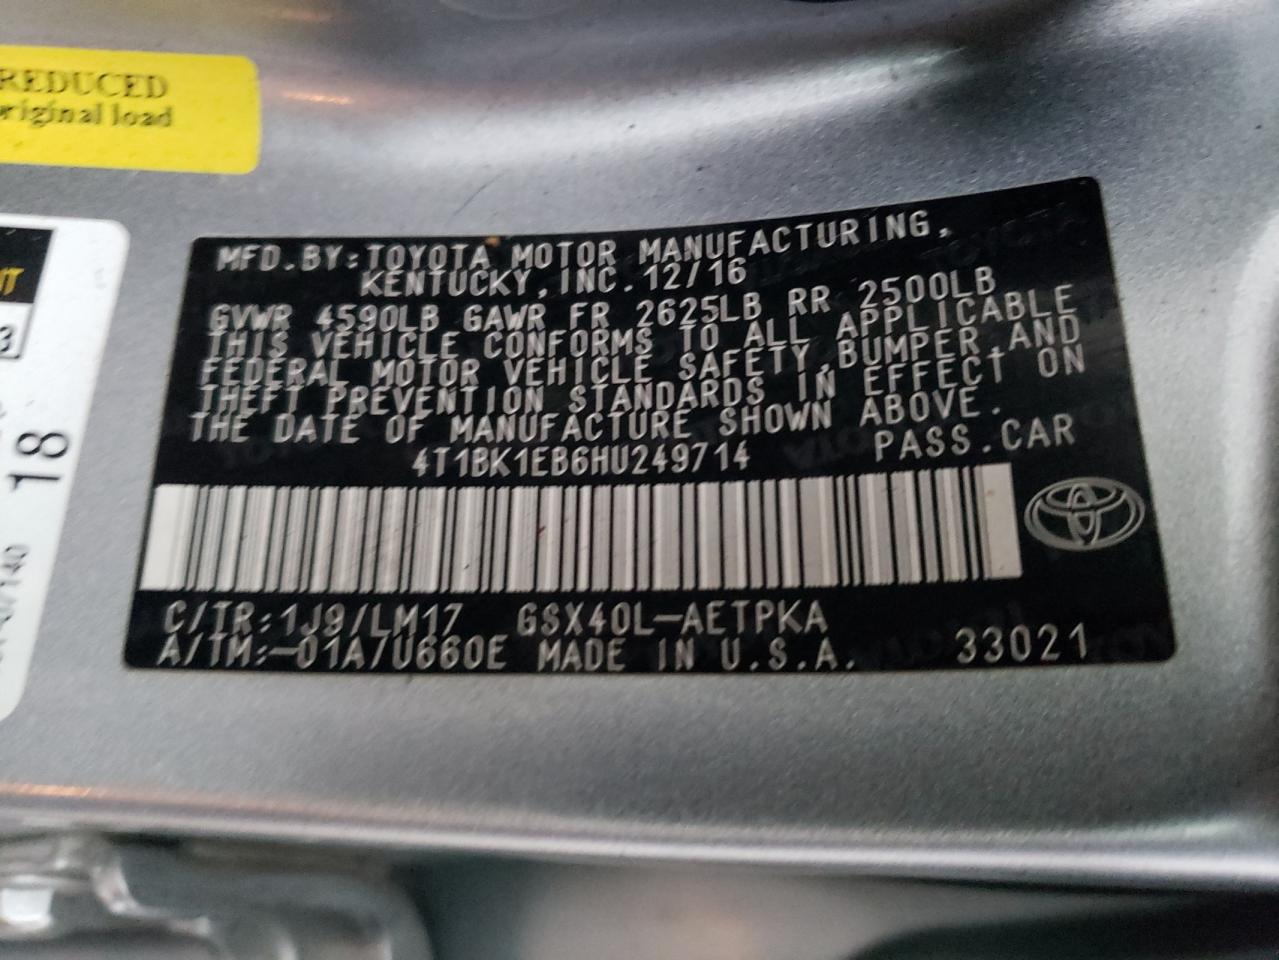 REDUCED
original load
3
18
MFD.BY:TOYOTA MOTOR MANUFACTURING,
KENTUCKY,INC.12/16
GVWR 4590LB GAWR FR 2625LB RR 2500LB
THIS VEHICLE CONFORMS TO ALL APPLICABLE
FEDERAL MOTOR VEHICLE SAFETY,BUMPER,AND
THEFT PREVENTION STANDARDS IN EFFECT ON
THE DATE OF MANUFACTURE SHOWN ABOVE.
4T1BK1EB6HU249714 PASS.CAR
C/TR:1J9/LM17 GSX40L-AETPKA
A/TM:-01A/U660E MADE IN U.S.A. 33021